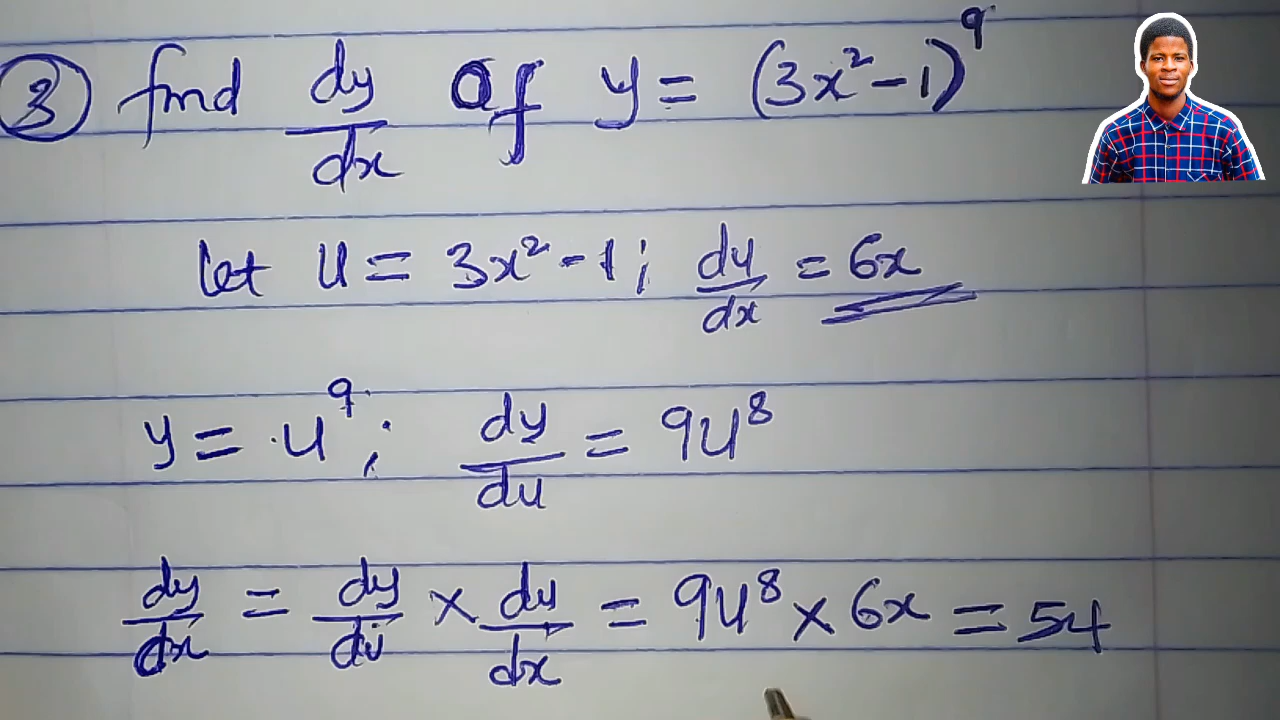 ③ find dy/dx of y = (3x² - 1)⁹
let u = 3x² - 1; du/dx = 6x
y = u⁹; dy/du = 9u⁸
dy/dx = dy/du × du/dx = 9u⁸ × 6x = 54